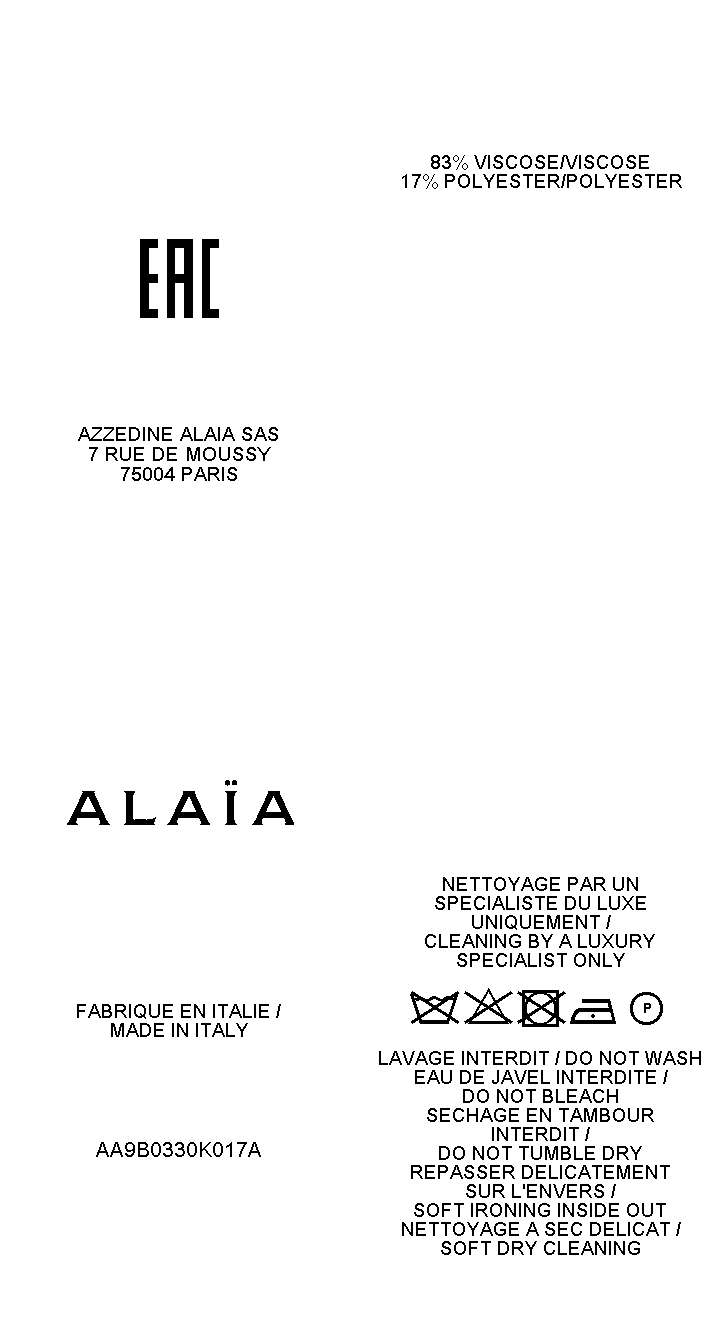 83% VISCOSE/VISCOSE
17% POLYESTER/POLYESTER
EAC
AZZEDINE ALAIA SAS
7 RUE DE MOUSSY
75004 PARIS
ALAÏA
FABRIQUE EN ITALIE /
MADE IN ITALY
AA9B0330K017A
NETTOYAGE PAR UN
SPECIALISTE DU LUXE
UNIQUEMENT /
CLEANING BY A LUXURY
SPECIALIST ONLY
P
LAVAGE INTERDIT / DO NOT WASH
EAU DE JAVEL INTERDITE /
DO NOT BLEACH
SECHAGE EN TAMBOUR
INTERDIT /
DO NOT TUMBLE DRY
REPASSER DELICATEMENT
SUR L'ENVERS /
SOFT IRONING INSIDE OUT
NETTOYAGE A SEC DELICAT /
SOFT DRY CLEANING